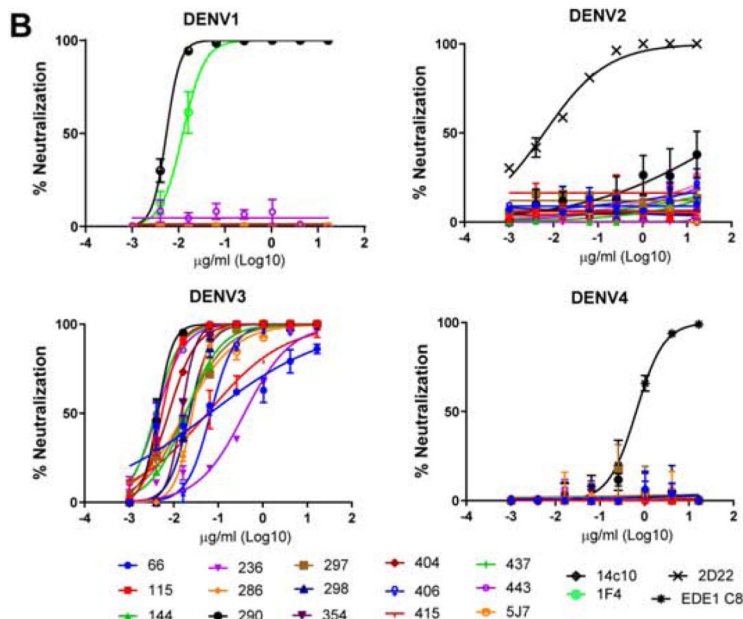 B
DENV1
DENV2
% Neutralization
100
50
0
-3 -2 -1 0 1 2
µg/ml (Log10)
% Neutralization
100
50
0
-4 -3 -2 -1 0 1 2
µg/ml (Log10)
DENV3
DENV4
% Neutralization
100
50
0
-4 -3 -2 -1 0 1 2
µg/ml (Log10)
% Neutralization
100
50
0
-4 -3 -2 -1 0 1 2
µg/ml (Log10)
66 236 297 404 437 14c10 2D22
115 286 298 406 443 1F4 EDE1 C8
144 290 354 415 5J7